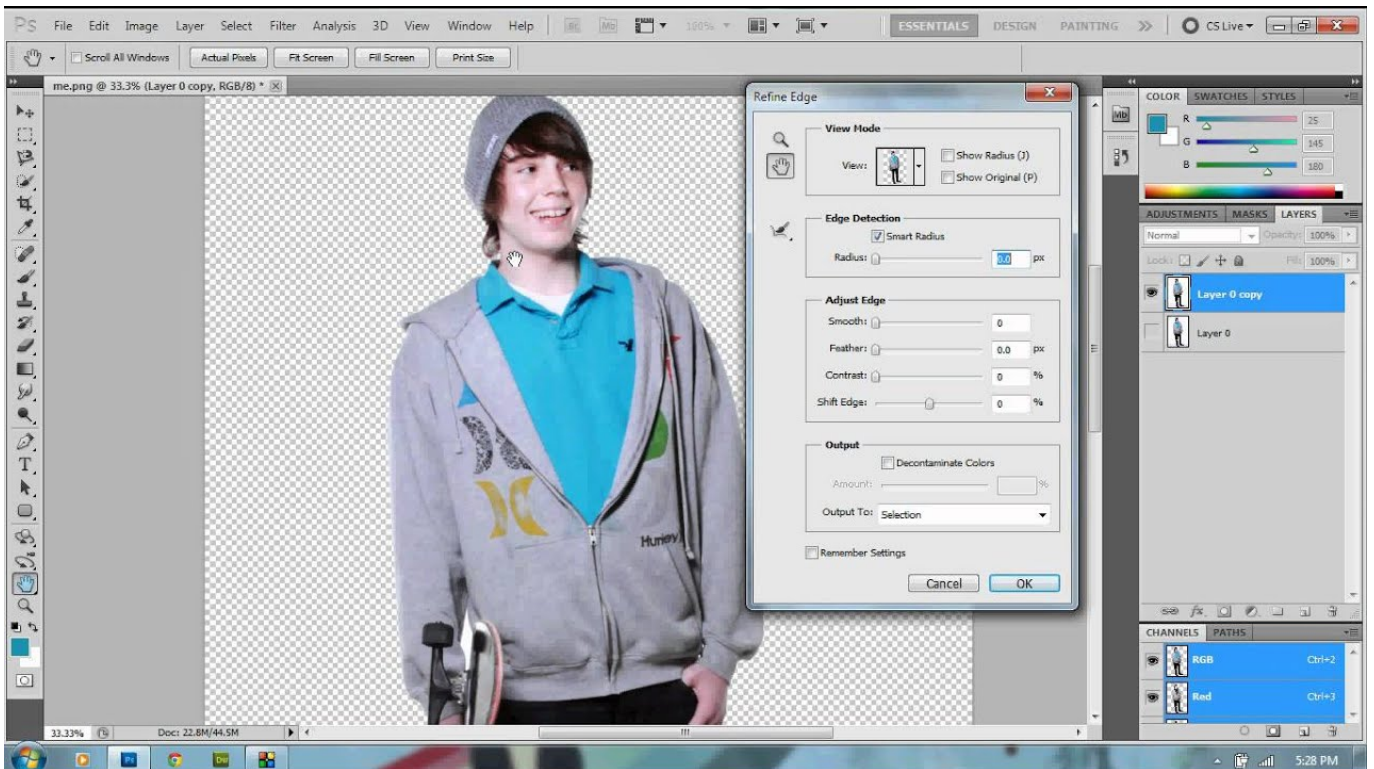 PS File Edit Image Layer Select Filter Analysis 3D View Window Help Br Mb 100% ESSENTIALS DESIGN PAINTING >> CS Live
Scroll All Windows Actual Pixels Fit Screen Fill Screen Print Size
me.png @ 33.3% (Layer 0 copy, RGB/8) *
Refine Edge
View Mode
View:
Show Radius (J)
Show Original (P)
Edge Detection
Smart Radius
Radius: 0.0 px
Adjust Edge
Smooth: 0
Feather: 0.0 px
Contrast: 0 %
Shift Edge: 0 %
Output
Decontaminate Colors
Amount: %
Output To: Selection
Remember Settings
Cancel OK
Hurley
Mb
COLOR SWATCHES STYLES
R 25
G 145
B 180
ADJUSTMENTS MASKS LAYERS
Normal Opacity: 100%
Lock: Fill: 100%
Layer 0 copy
Layer 0
fx
CHANNELS PATHS
RGB Ctrl+2
Red Ctrl+3
T
33.33% Doc: 22.8M/44.5M
Ps Dw 5:28 PM